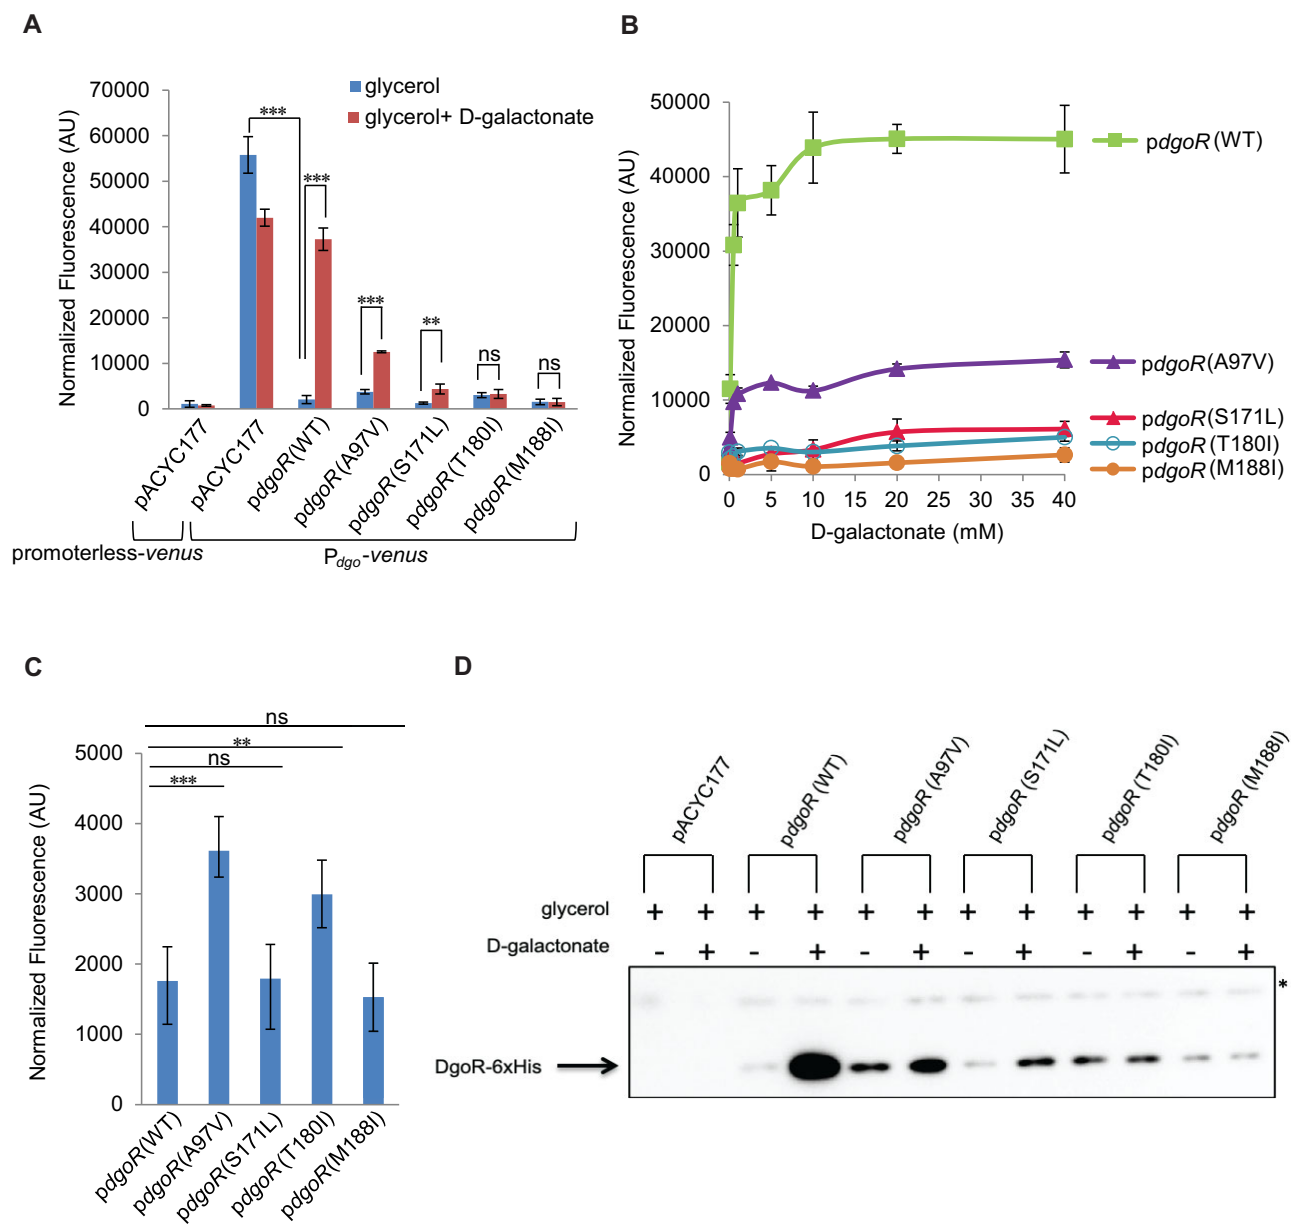 A
70000
60000
50000
40000
30000
20000
10000
0
Normalized Fluorescence (AU)
glycerol
glycerol+ D-galactonate
***
***
***
**
ns
ns
pACYC177
pACYC177
pdgoR(WT)
pdgoR(A97V)
pdgoR(S171L)
pdgoR(T180I)
pdgoR(M188I)
promoterless-venus
Pdgo-venus
B
50000
40000
30000
20000
10000
0
Normalized Fluorescence (AU)
0 5 10 15 20 25 30 35 40
D-galactonate (mM)
pdgoR(WT)
pdgoR(A97V)
pdgoR(S171L)
pdgoR(T180I)
pdgoR(M188I)
C
ns
**
ns
***
5000
4000
3000
2000
1000
0
Normalized Fluorescence (AU)
pdgoR(WT)
pdgoR(A97V)
pdgoR(S171L)
pdgoR(T180I)
pdgoR(M188I)
D
pACYC177
pdgoR(WT)
pdgoR(A97V)
pdgoR(S171L)
pdgoR(T180I)
pdgoR(M188I)
glycerol + + + + + + + + + + + +
D-galactonate - + - + - + - + - + - +
*
DgoR-6xHis